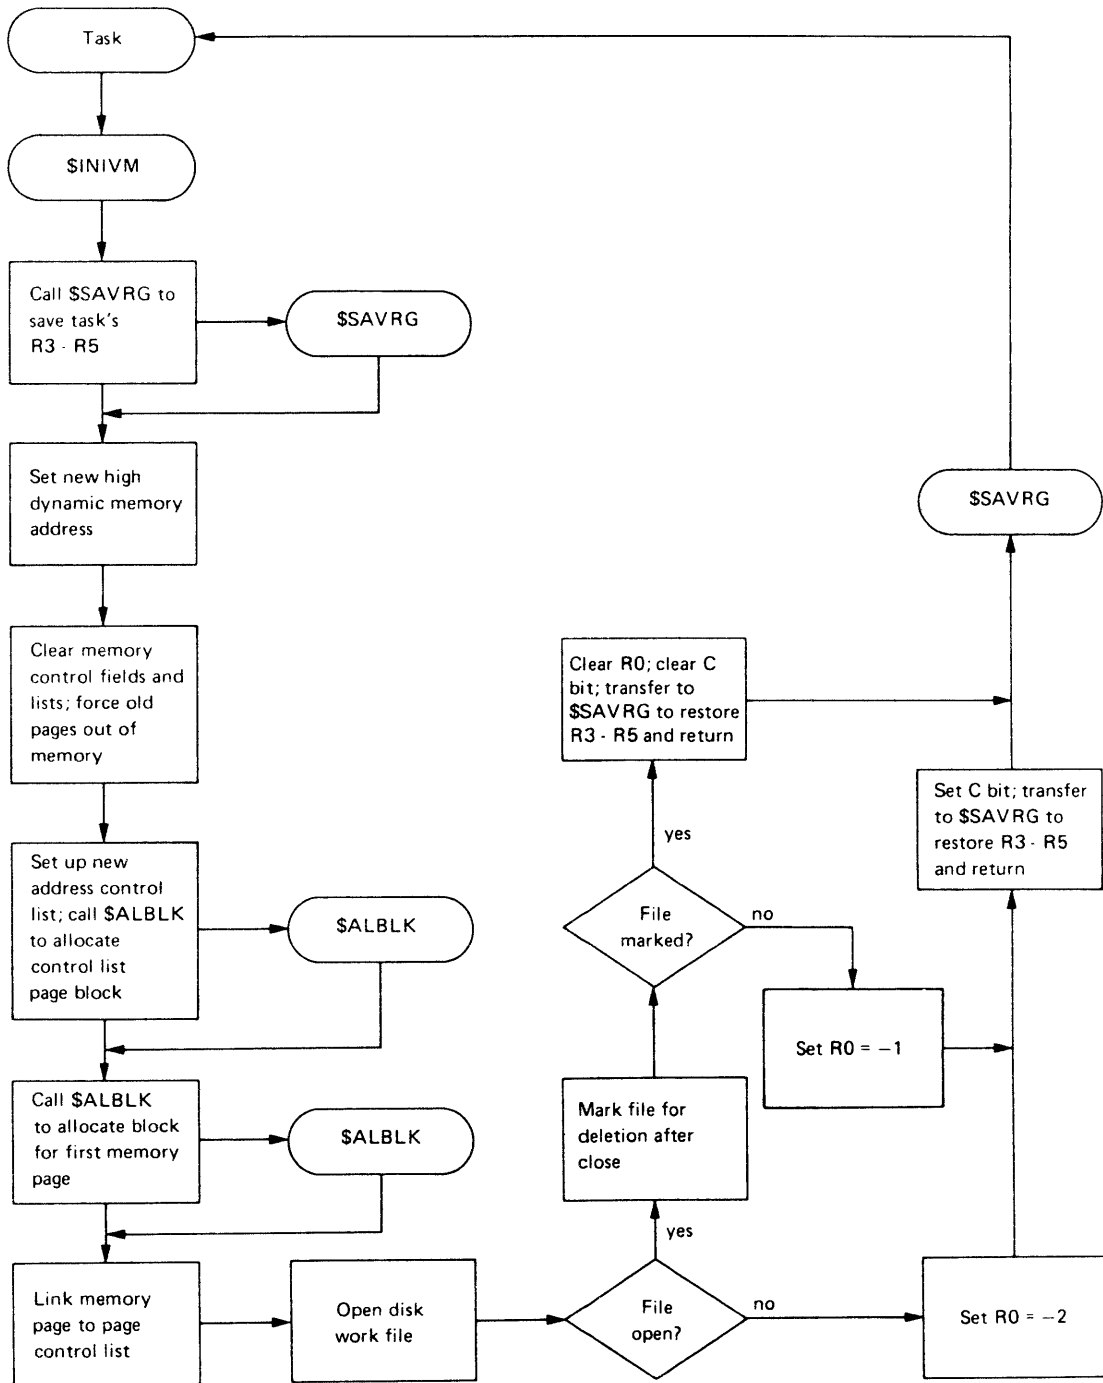 Task
$INIVM
Call $SAVRG to
save task's
R3 - R5
$SAVRG
Set new high
dynamic memory
address
$SAVRG
Clear memory
control fields and
lists; force old
pages out of
memory
Clear R0; clear C
bit; transfer to
$SAVRG to restore
R3 - R5 and return
Set C bit; transfer
to $SAVRG to
restore R3 - R5
and return
yes
Set up new
address control
list; call $ALBLK
to allocate
control list
page block
$ALBLK
File
marked?
no
Set R0 = −1
Call $ALBLK
to allocate block
for first memory
page
$ALBLK
Mark file for
deletion after
close
yes
Link memory
page to page
control list
Open disk
work file
File
open?
no
Set R0 = −2